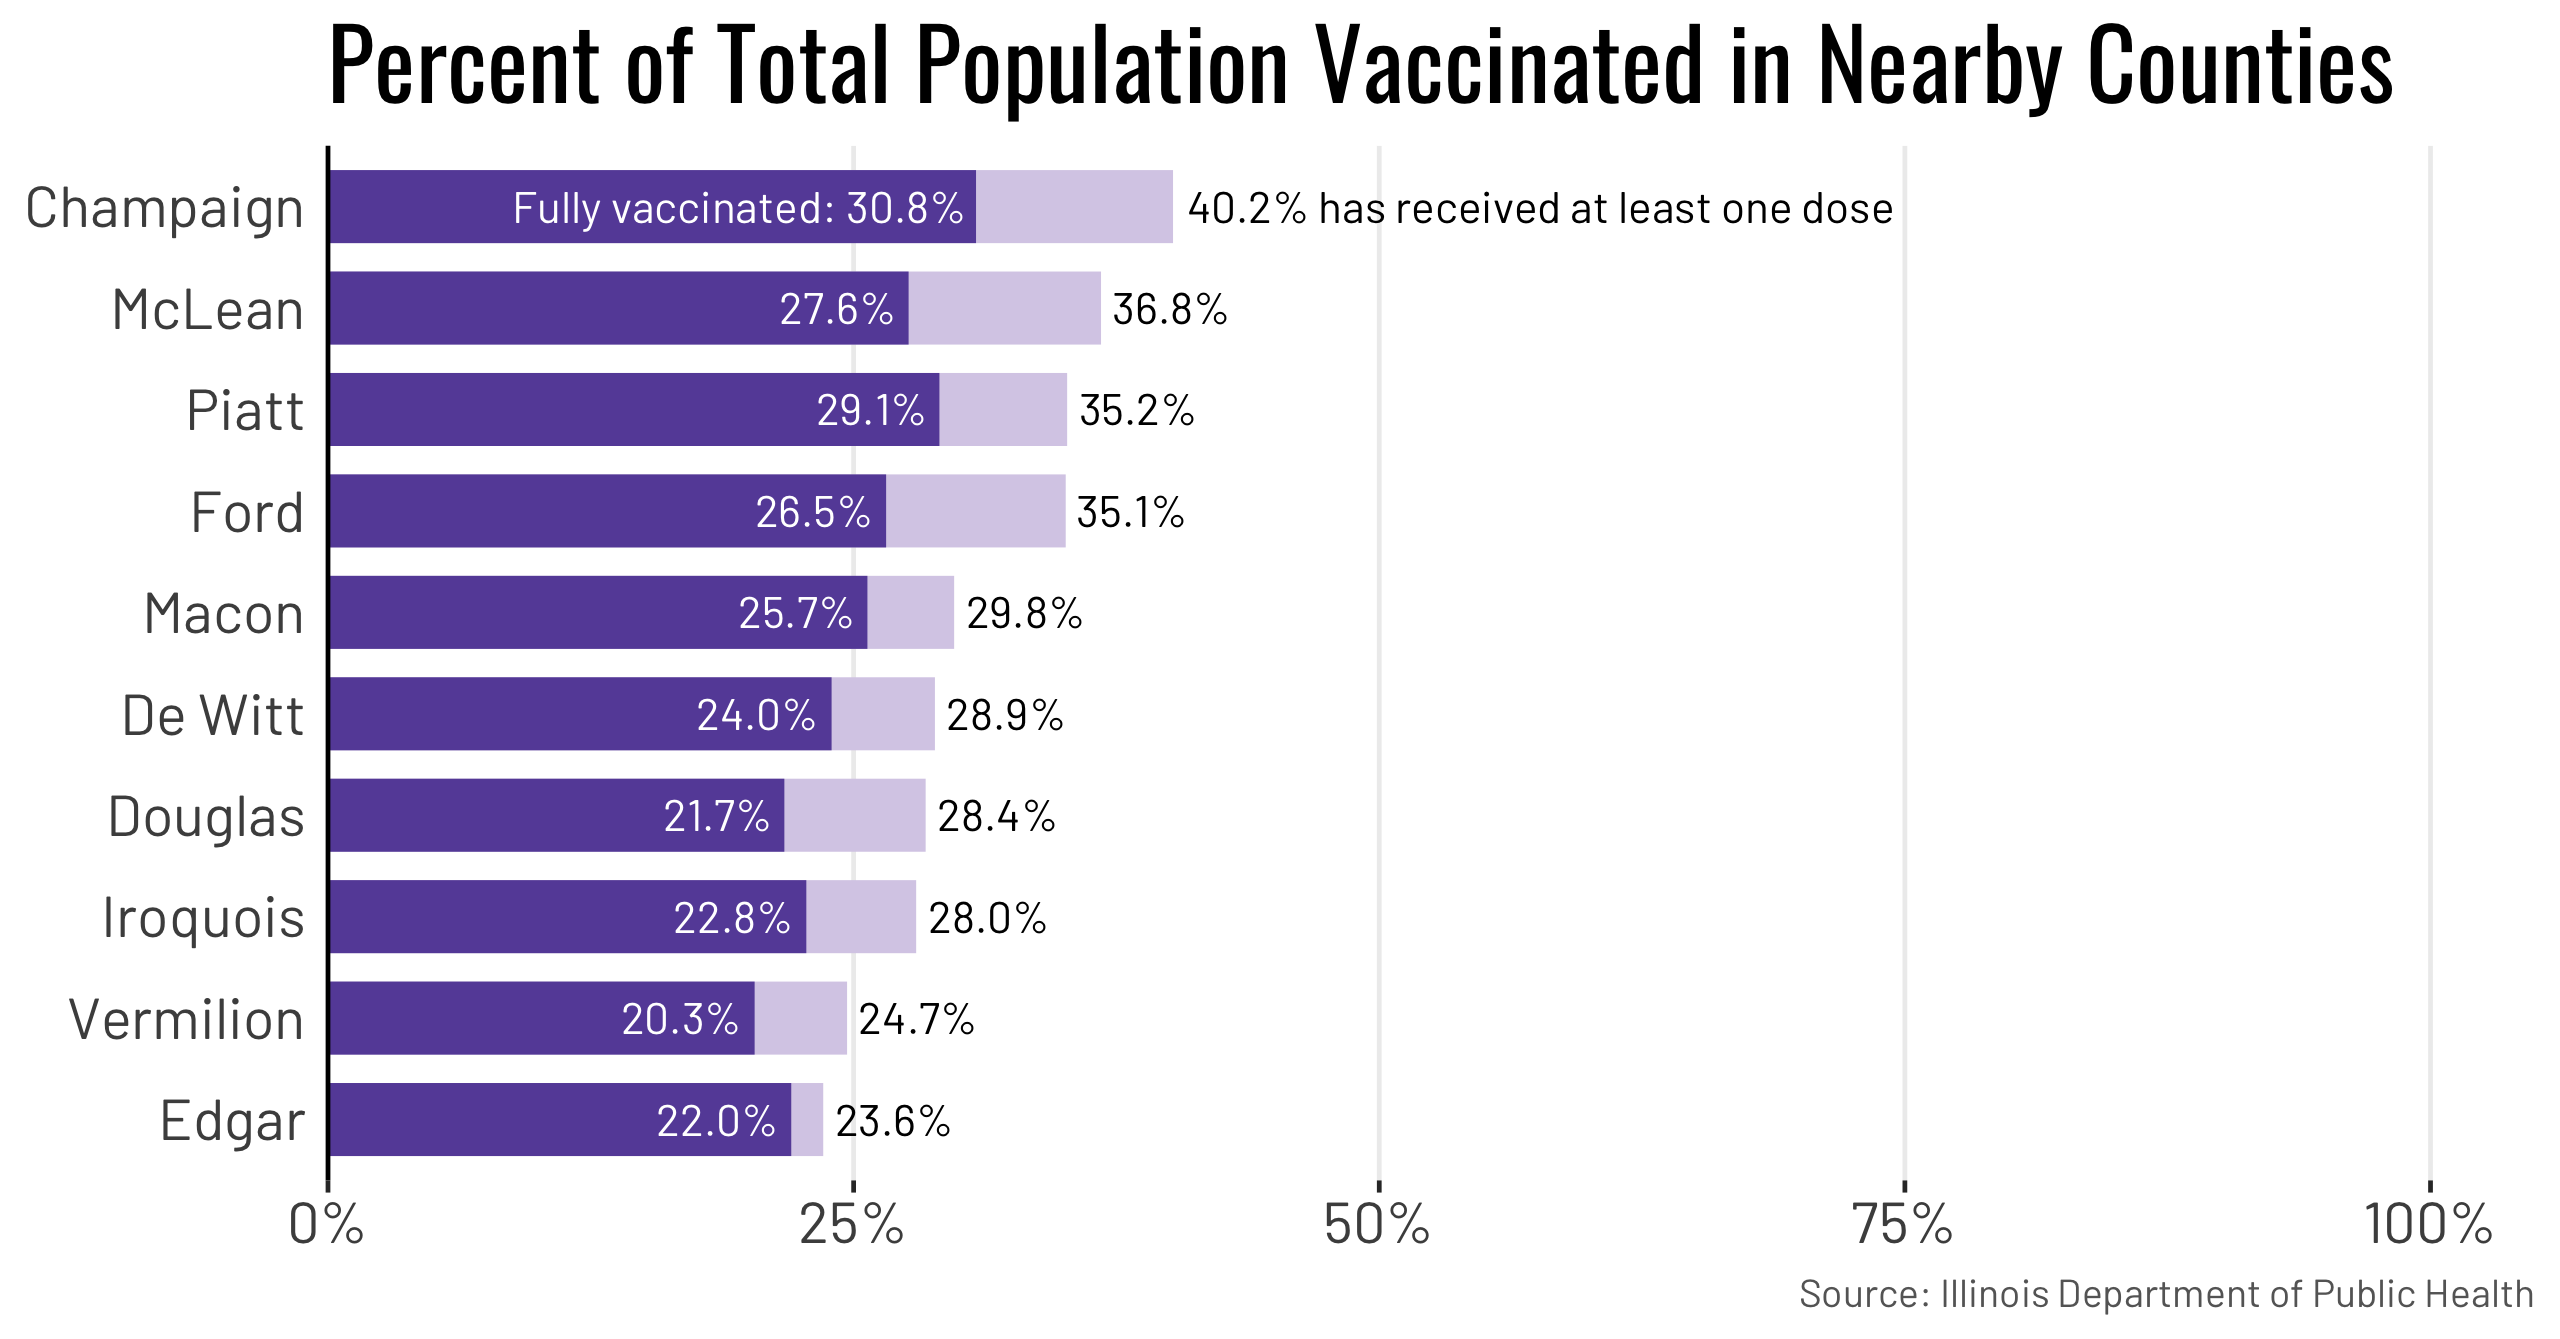 Percent of Total Population Vaccinated in Nearby Counties
Champaign Fully vaccinated: 30.8% 40.2% has received at least one dose
McLean 27.6% 36.8%
Piatt 29.1% 35.2%
Ford 26.5% 35.1%
Macon 25.7% 29.8%
De Witt 24.0% 28.9%
Douglas 21.7% 28.4%
Iroquois 22.8% 28.0%
Vermilion 20.3% 24.7%
Edgar 22.0% 23.6%
0% 25% 50% 75% 100%
Source: Illinois Department of Public Health